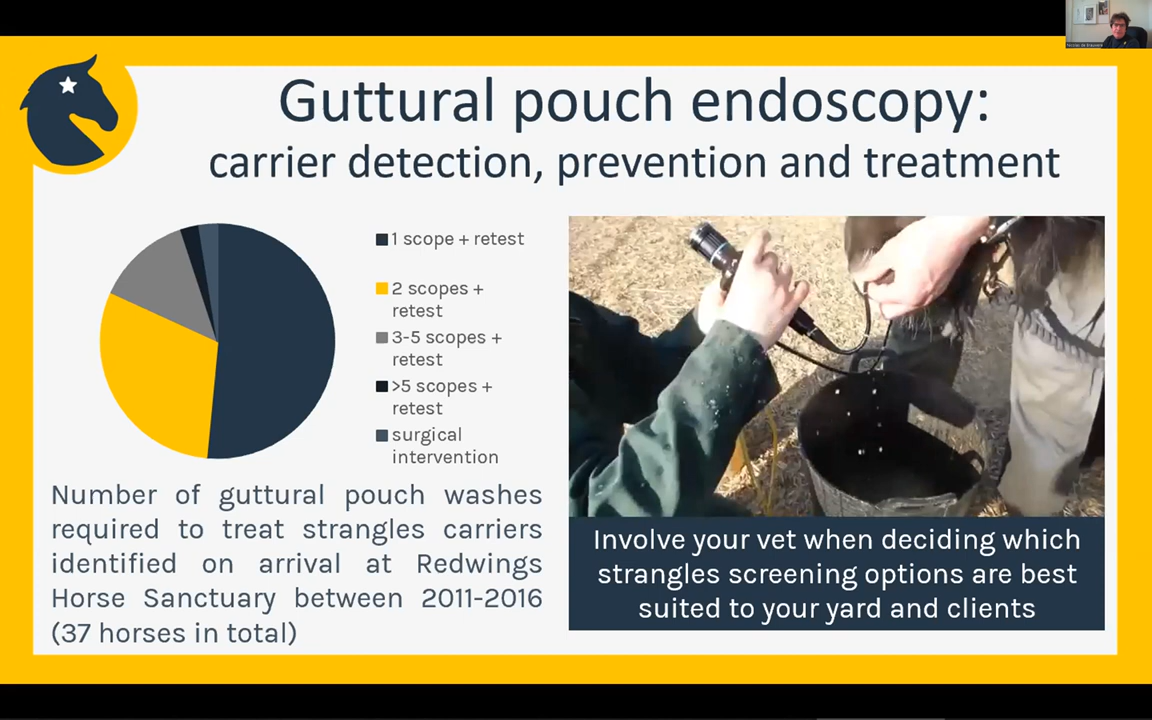 Guttural pouch endoscopy:
carrier detection, prevention and treatment
1 scope + retest
2 scopes +
retest
3-5 scopes +
retest
>5 scopes +
retest
surgical
intervention
Number of guttural pouch washes
required to treat strangles carriers
identified on arrival at Redwings
Horse Sanctuary between 2011-2016
(37 horses in total)
Involve your vet when deciding which
strangles screening options are best
suited to your yard and clients